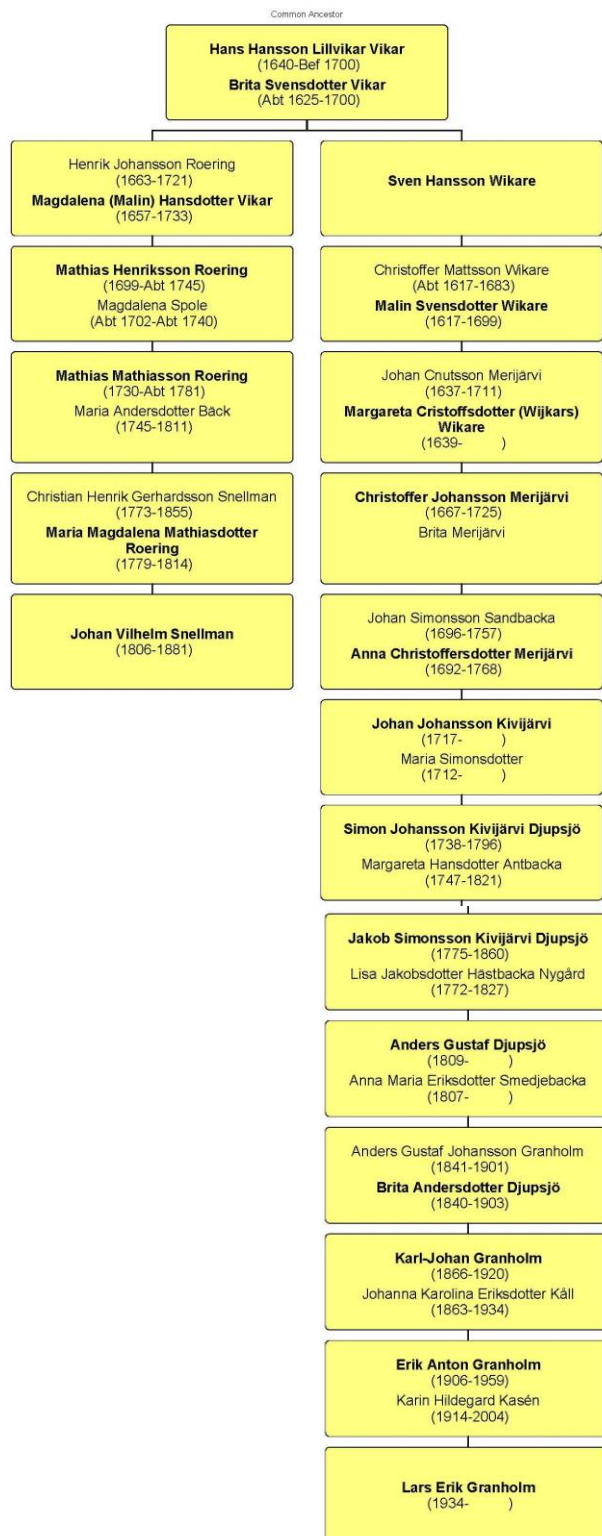 Common Ancestor
Hans Hansson Lillvikar Vikar
(1640-Bef 1700)
Brita Svensdotter Vikar
(Abt 1625-1700)
Henrik Johansson Roering
(1663-1721)
Magdalena (Malin) Hansdotter Vikar
(1657-1733)
Mathias Henriksson Roering
(1699-Abt 1745)
Magdalena Spole
(Abt 1702-Abt 1740)
Mathias Mathiasson Roering
(1730-Abt 1781)
Maria Andersdotter Bäck
(1745-1811)
Christian Henrik Gerhardsson Snellman
(1773-1855)
Maria Magdalena Mathiasdotter
Roering
(1779-1814)
Johan Vilhelm Snellman
(1806-1881)
Sven Hansson Wikare
Christoffer Mattsson Wikare
(Abt 1617-1683)
Malin Svensdotter Wikare
(1617-1699)
Johan Cnutsson Merijärvi
(1637-1711)
Margareta Cristoffsdotter (Wijkars)
Wikare
(1639- )
Christoffer Johansson Merijärvi
(1667-1725)
Brita Merijärvi
Johan Simonsson Sandbacka
(1696-1757)
Anna Christoffersdotter Merijärvi
(1692-1768)
Johan Johansson Kivijärvi
(1717- )
Maria Simonsdotter
(1712- )
Simon Johansson Kivijärvi Djupsjö
(1738-1796)
Margareta Hansdotter Antbacka
(1747-1821)
Jakob Simonsson Kivijärvi Djupsjö
(1775-1860)
Lisa Jakobsdotter Hästbacka Nygård
(1772-1827)
Anders Gustaf Djupsjö
(1809- )
Anna Maria Eriksdotter Smedjebacka
(1807- )
Anders Gustaf Johansson Granholm
(1841-1901)
Brita Andersdotter Djupsjö
(1840-1903)
Karl-Johan Granholm
(1866-1920)
Johanna Karolina Eriksdotter Kåll
(1863-1934)
Erik Anton Granholm
(1906-1959)
Karin Hildegard Kasén
(1914-2004)
Lars Erik Granholm
(1934- )